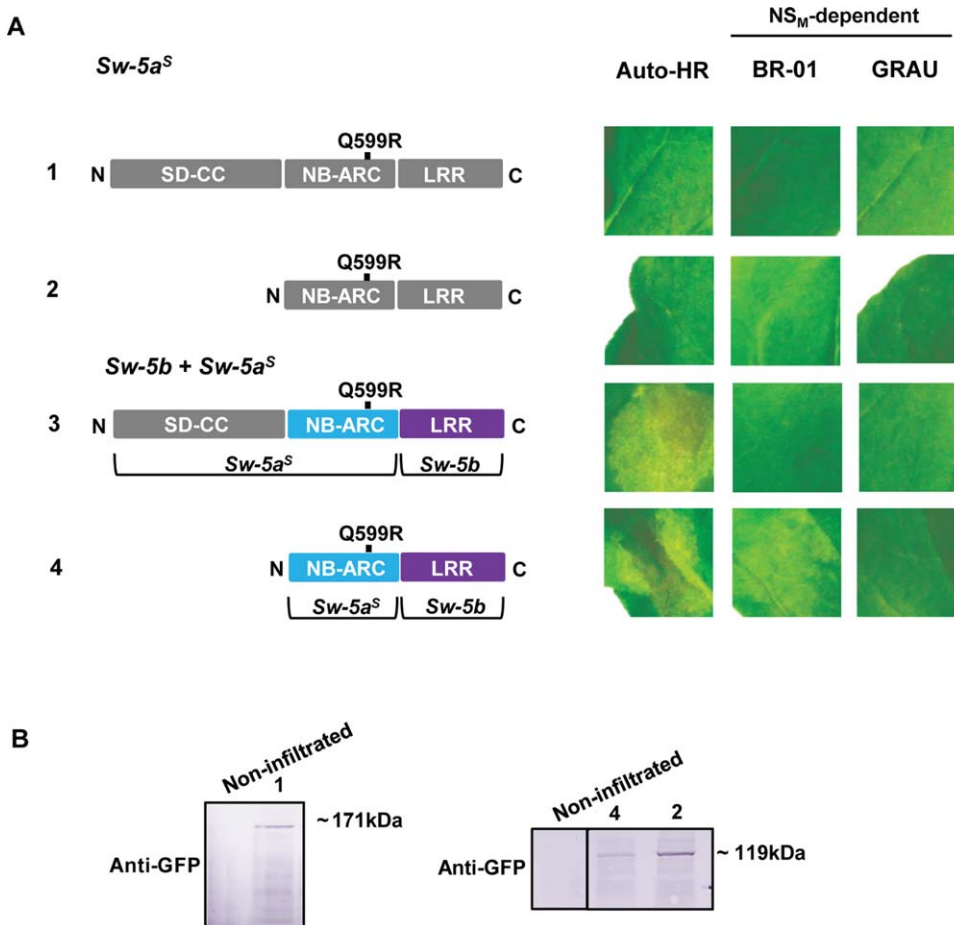 A
NSM-dependent
Sw-5aS
Auto-HR BR-01 GRAU
Q599R
1 N SD-CC NB-ARC LRR C
Q599R
2 N NB-ARC LRR C
Sw-5b + Sw-5aS
Q599R
3 N SD-CC NB-ARC LRR C
Sw-5aS Sw-5b
Q599R
4 N NB-ARC LRR C
Sw-5aS Sw-5b
B
Non-infiltrated
1
~ 171kDa
Anti-GFP
Non-infiltrated
4 2
~ 119kDa
Anti-GFP